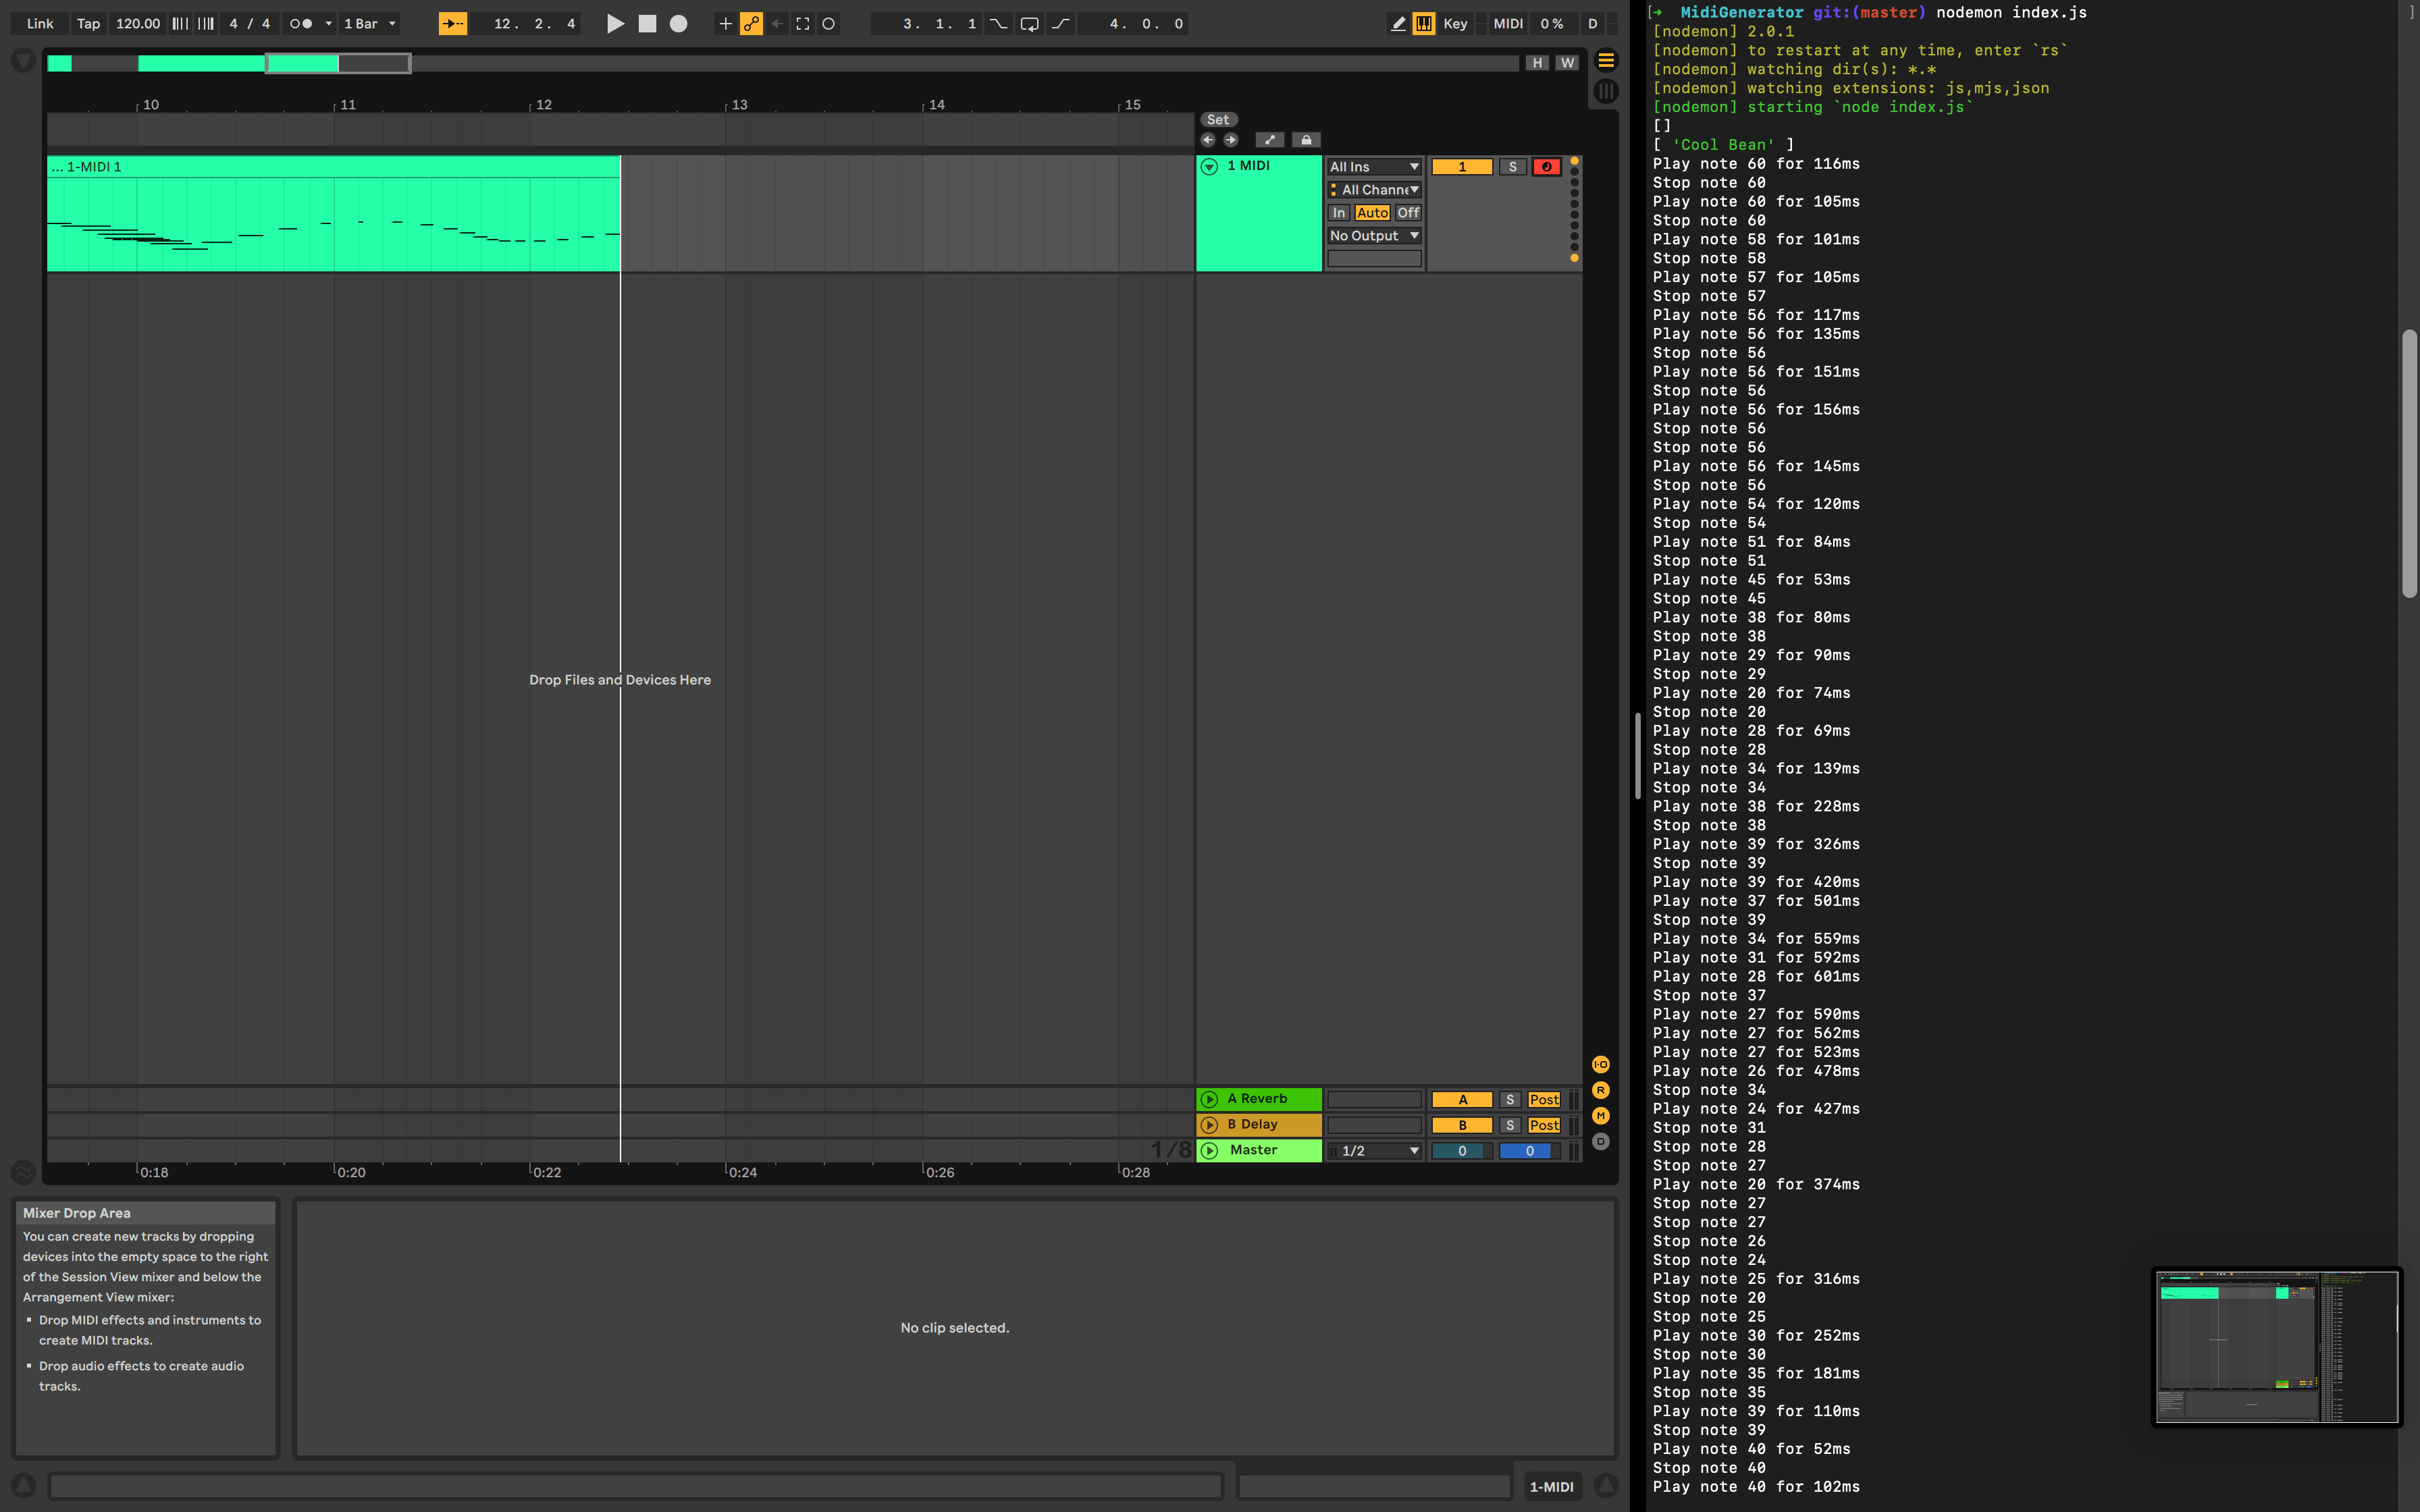 Link Tap 120.00 4 / 4 1 Bar 12. 2. 4 3. 1. 1 4. 0. 0 Key MIDI 0 % D
H W
10 11 12 13 14 15
Set
... 1-MIDI 1
1 MIDI All Ins 1 S
All Channe
In Auto Off
No Output
Drop Files and Devices Here
I·O
R
M
D
A Reverb A S Post
B Delay B S Post
1/8 Master 1/2 0 0
0:18 0:20 0:22 0:24 0:26 0:28
Mixer Drop Area
You can create new tracks by dropping
devices into the empty space to the right
of the Session View mixer and below the
Arrangement View mixer:
▪ Drop MIDI effects and instruments to
create MIDI tracks.
▪ Drop audio effects to create audio
tracks.
No clip selected.
1-MIDI
[→ MidiGenerator git:(master) nodemon index.js ]
[nodemon] 2.0.1
[nodemon] to restart at any time, enter `rs`
[nodemon] watching dir(s): *.*
[nodemon] watching extensions: js,mjs,json
[nodemon] starting `node index.js`
[]
[ 'Cool Bean' ]
Play note 60 for 116ms
Stop note 60
Play note 60 for 105ms
Stop note 60
Play note 58 for 101ms
Stop note 58
Play note 57 for 105ms
Stop note 57
Play note 56 for 117ms
Play note 56 for 135ms
Stop note 56
Play note 56 for 151ms
Stop note 56
Play note 56 for 156ms
Stop note 56
Stop note 56
Play note 56 for 145ms
Stop note 56
Play note 54 for 120ms
Stop note 54
Play note 51 for 84ms
Stop note 51
Play note 45 for 53ms
Stop note 45
Play note 38 for 80ms
Stop note 38
Play note 29 for 90ms
Stop note 29
Play note 20 for 74ms
Stop note 20
Play note 28 for 69ms
Stop note 28
Play note 34 for 139ms
Stop note 34
Play note 38 for 228ms
Stop note 38
Play note 39 for 326ms
Stop note 39
Play note 39 for 420ms
Play note 37 for 501ms
Stop note 39
Play note 34 for 559ms
Play note 31 for 592ms
Play note 28 for 601ms
Stop note 37
Play note 27 for 590ms
Play note 27 for 562ms
Play note 27 for 523ms
Play note 26 for 478ms
Stop note 34
Play note 24 for 427ms
Stop note 31
Stop note 28
Stop note 27
Play note 20 for 374ms
Stop note 27
Stop note 27
Stop note 26
Stop note 24
Play note 25 for 316ms
Stop note 20
Stop note 25
Play note 30 for 252ms
Stop note 30
Play note 35 for 181ms
Stop note 35
Play note 39 for 110ms
Stop note 39
Play note 40 for 52ms
Stop note 40
Play note 40 for 102ms